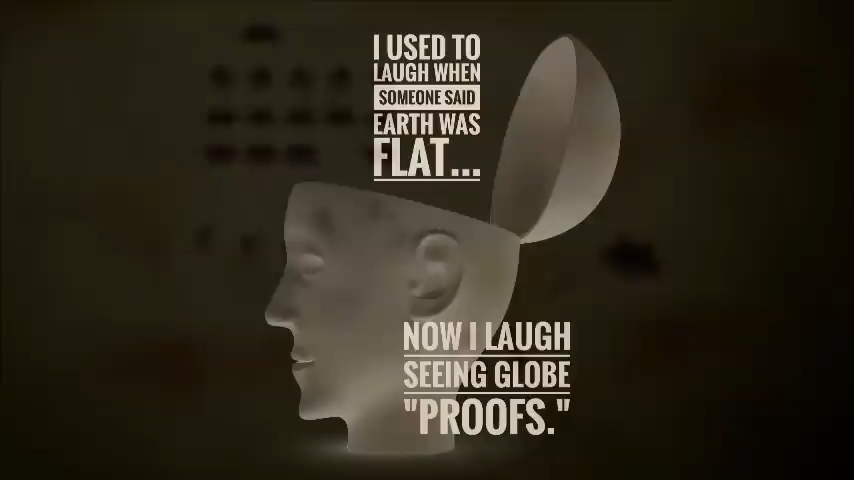 I USED TO
LAUGH WHEN
SOMEONE SAID
EARTH WAS
FLAT...
NOW I LAUGH
SEEING GLOBE
"PROOFS."